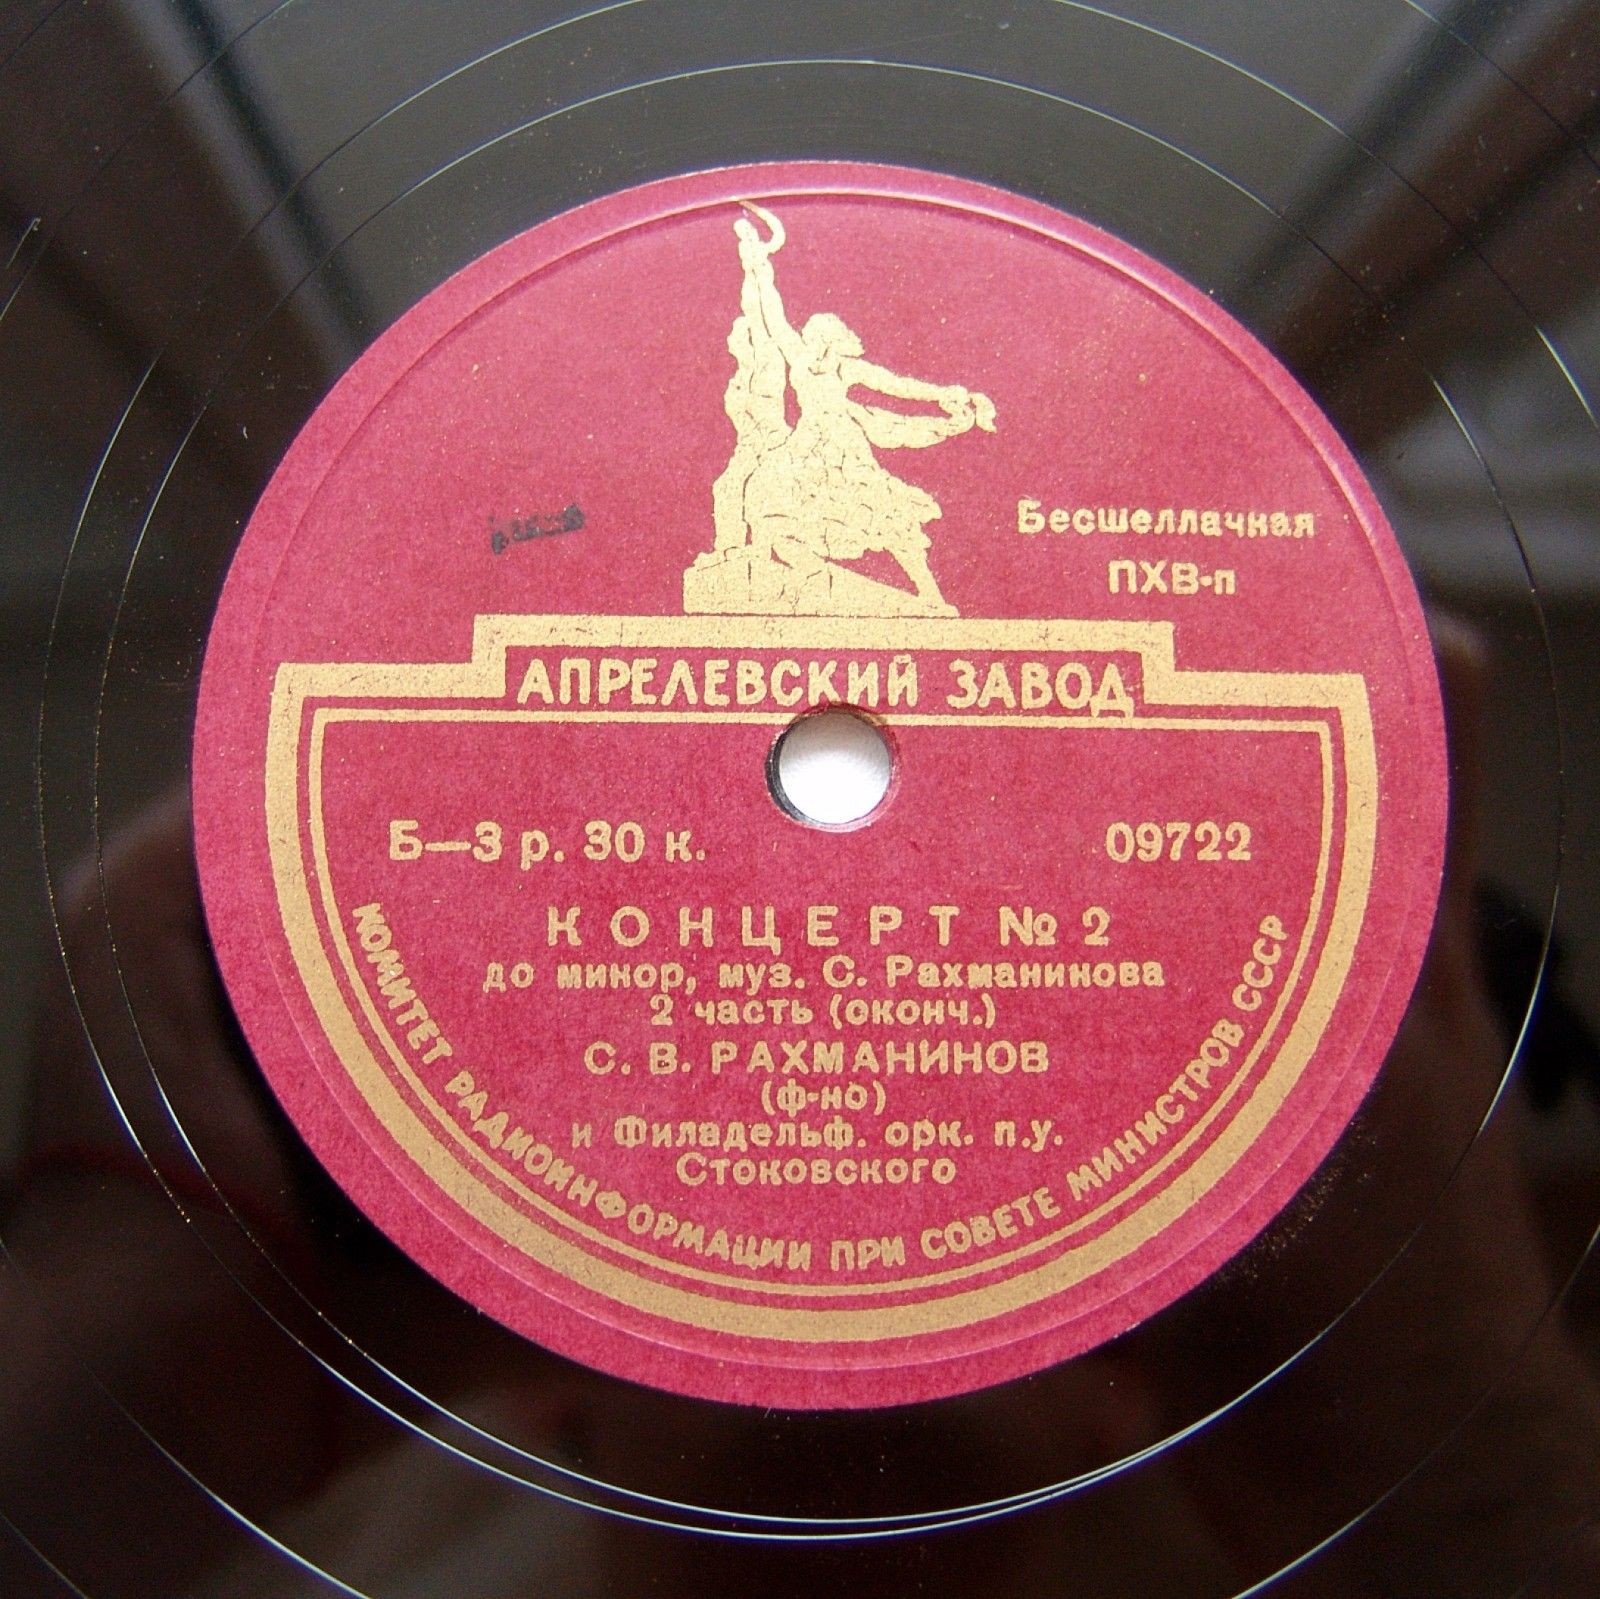 Бесшеллачная
ПХВ-п
АПРЕЛЕВСКИЙ ЗАВОД
Б—3 р. 30 к.
09722
КОНЦЕРТ № 2
до минор, муз. С. Рахманинова
2 часть (оконч.)
С. В. РАХМАНИНОВ
(ф-но)
и Филадельф. орк. п.у.
Стоковского
КОМИТЕТ РАДИОИНФОРМАЦИИ ПРИ СОВЕТЕ МИНИСТРОВ СССР